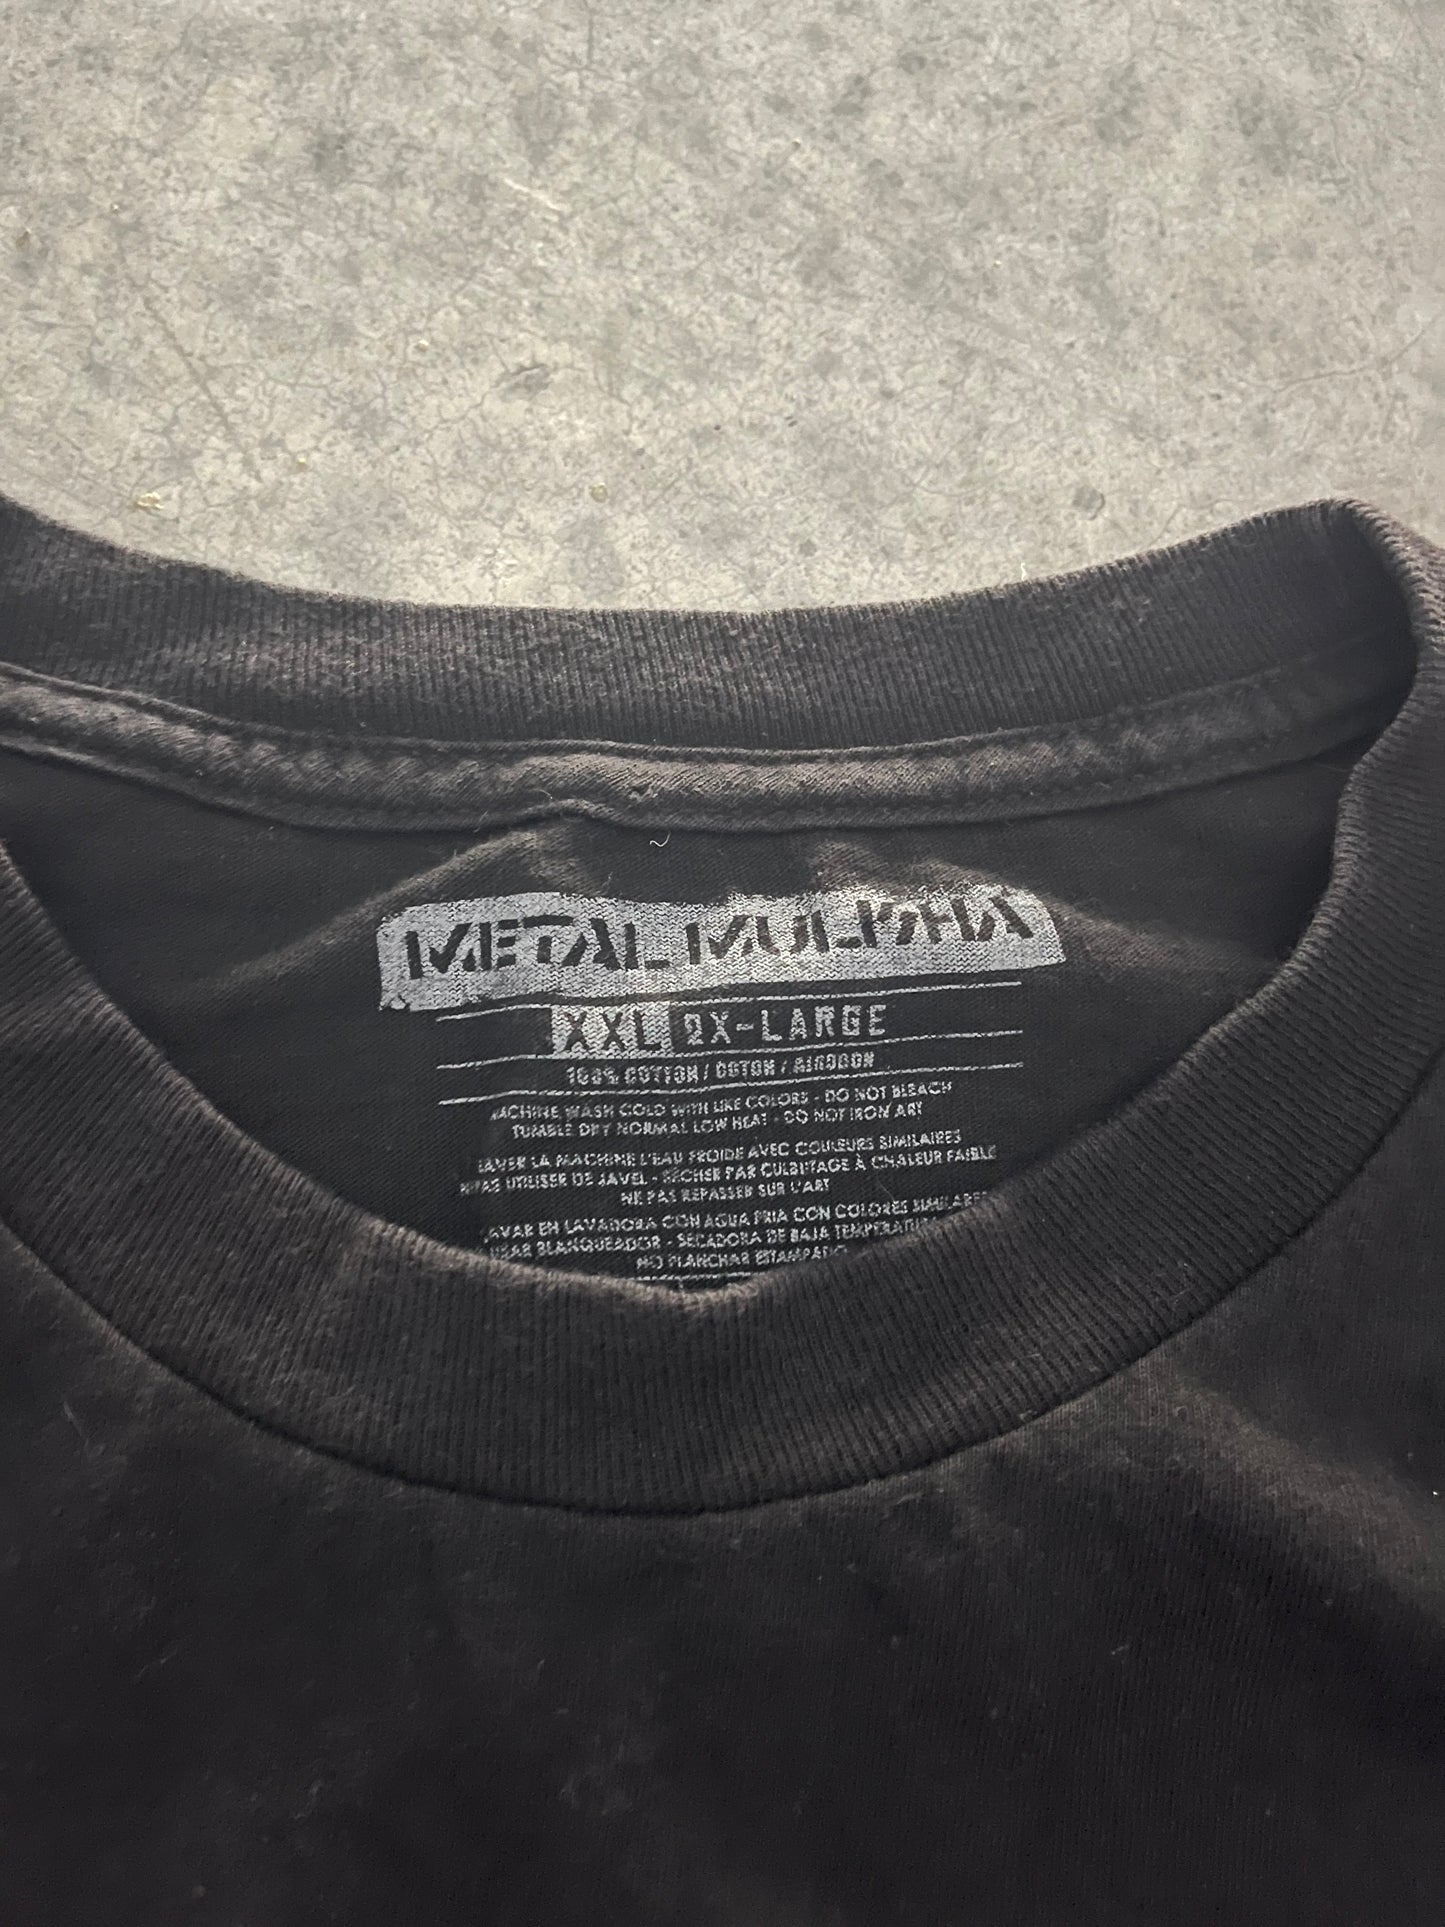 METAL MULISHA
XXL 2X-LARGE
100% COTTON / COTON / ALGODON
MACHINE WASH COLD WITH LIKE COLORS - DO NOT BLEACH
TUMBLE DRY NORMAL LOW HEAT - DO NOT IRON ART
LAVER LA MACHINE L'EAU FROIDE AVEC COULEURS SIMILAIRES
PAS UTILISER DE JAVEL - SÉCHER PAR CULBUTAGE À CHALEUR FAIBLE
NE PAS REPASSER SUR L'ART
LAVAR EN LAVADORA CON AGUA FRIA CON COLORES SIMILARES
USAR BLANQUEADOR - SECADORA DE BAJA TEMPERATURA
NO PLANCHAR ESTAMPADO